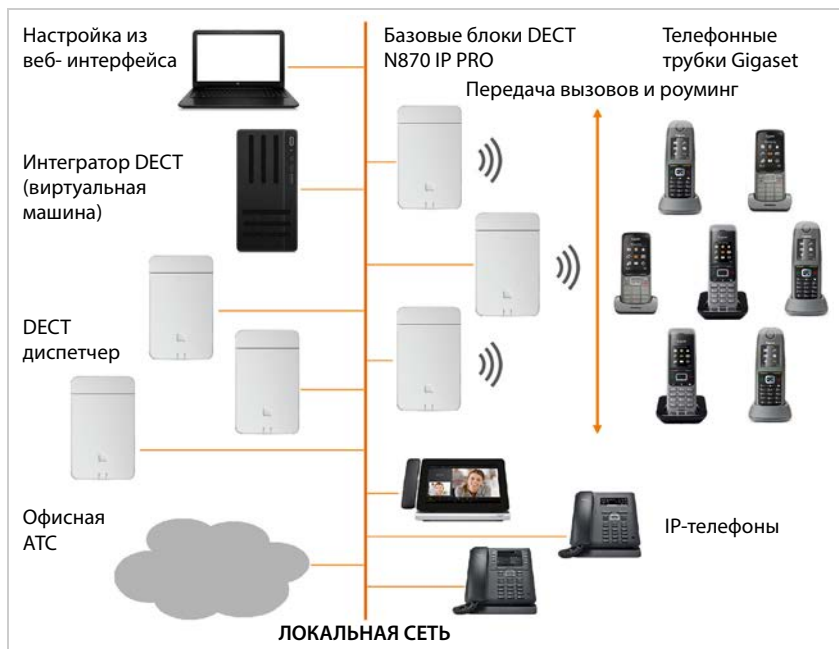 Настройка из
веб- интерфейса
Базовые блоки DECT
N870 IP PRO
Телефонные
трубки Gigaset
Передача вызовов и роуминг
Интегратор DECT
(виртуальная
машина)
DECT
диспетчер
Офисная
АТС
IP-телефоны
ЛОКАЛЬНАЯ СЕТЬ